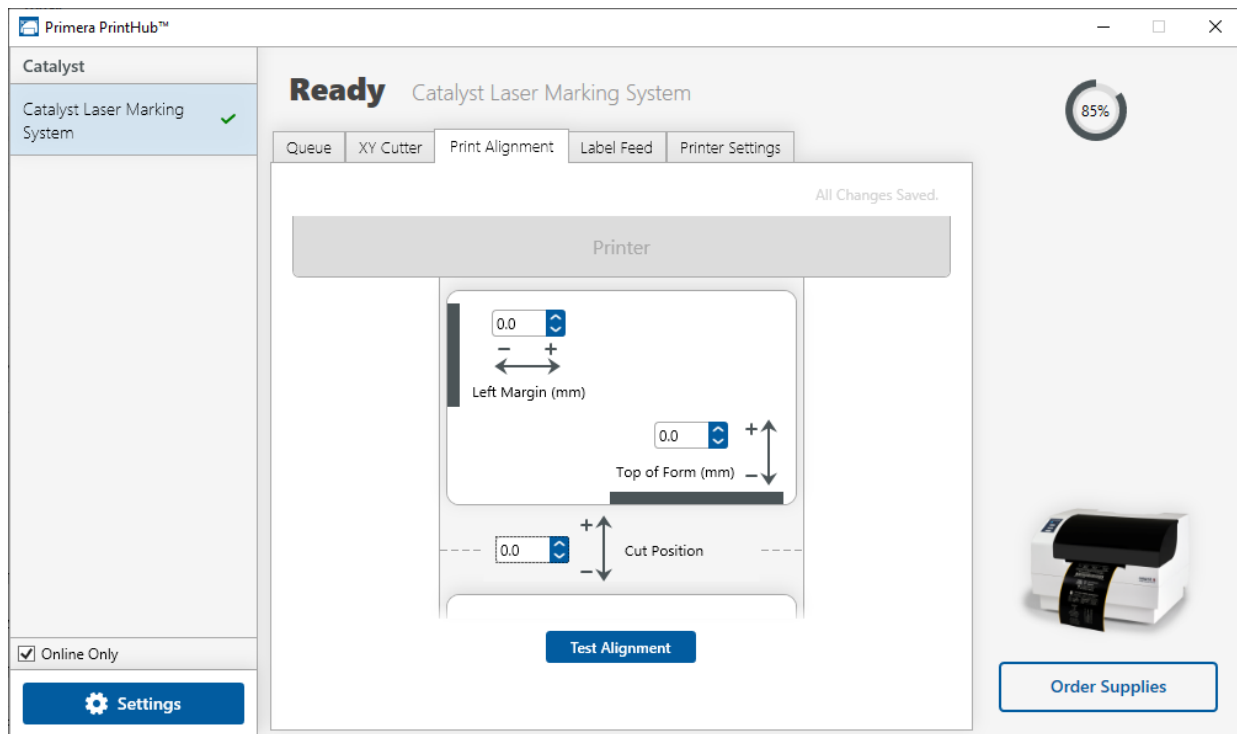 Primera PrintHub™
Catalyst
Catalyst Laser Marking
System
Ready Catalyst Laser Marking System
85%
Queue XY Cutter Print Alignment Label Feed Printer Settings
All Changes Saved.
Printer
0.0
− +
Left Margin (mm)
0.0 +
Top of Form (mm) −
+
0.0 Cut Position
−
Test Alignment
Online Only
Settings
Order Supplies